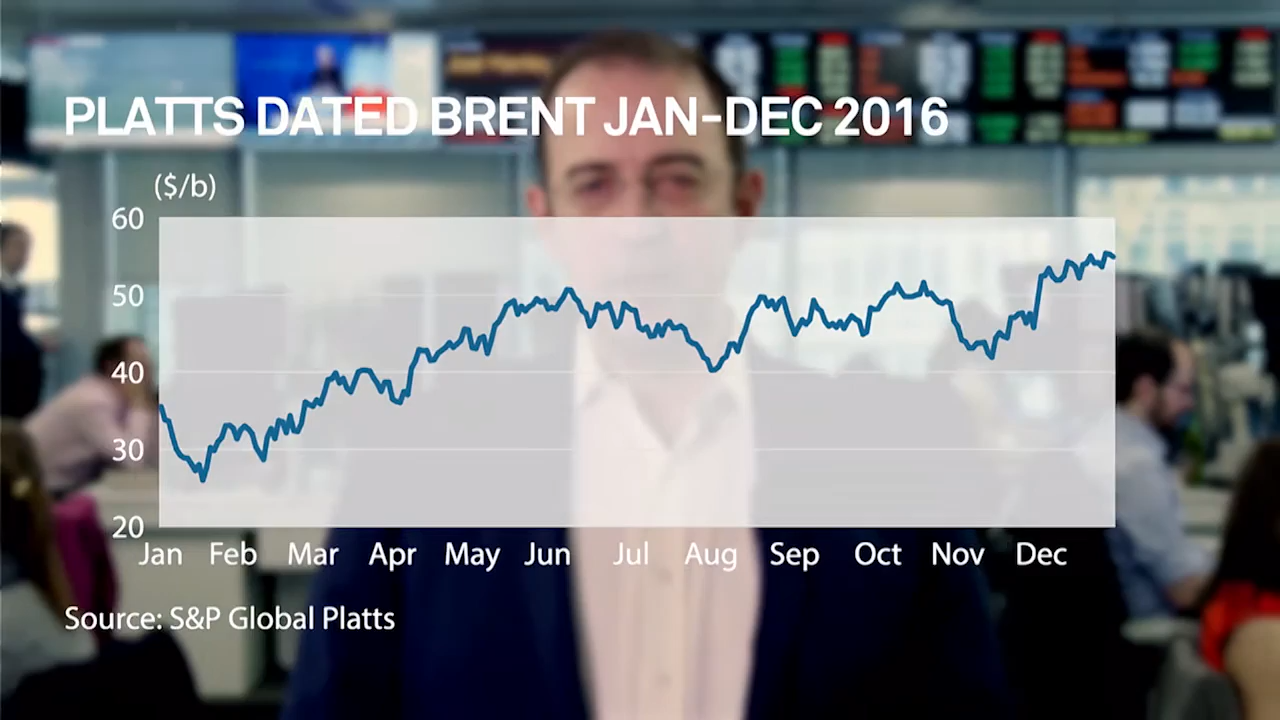 PLATTS DATED BRENT JAN-DEC 2016
($/b)
60
50
40
30
20
Jan Feb Mar Apr May Jun Jul Aug Sep Oct Nov Dec
Source: S&P Global Platts